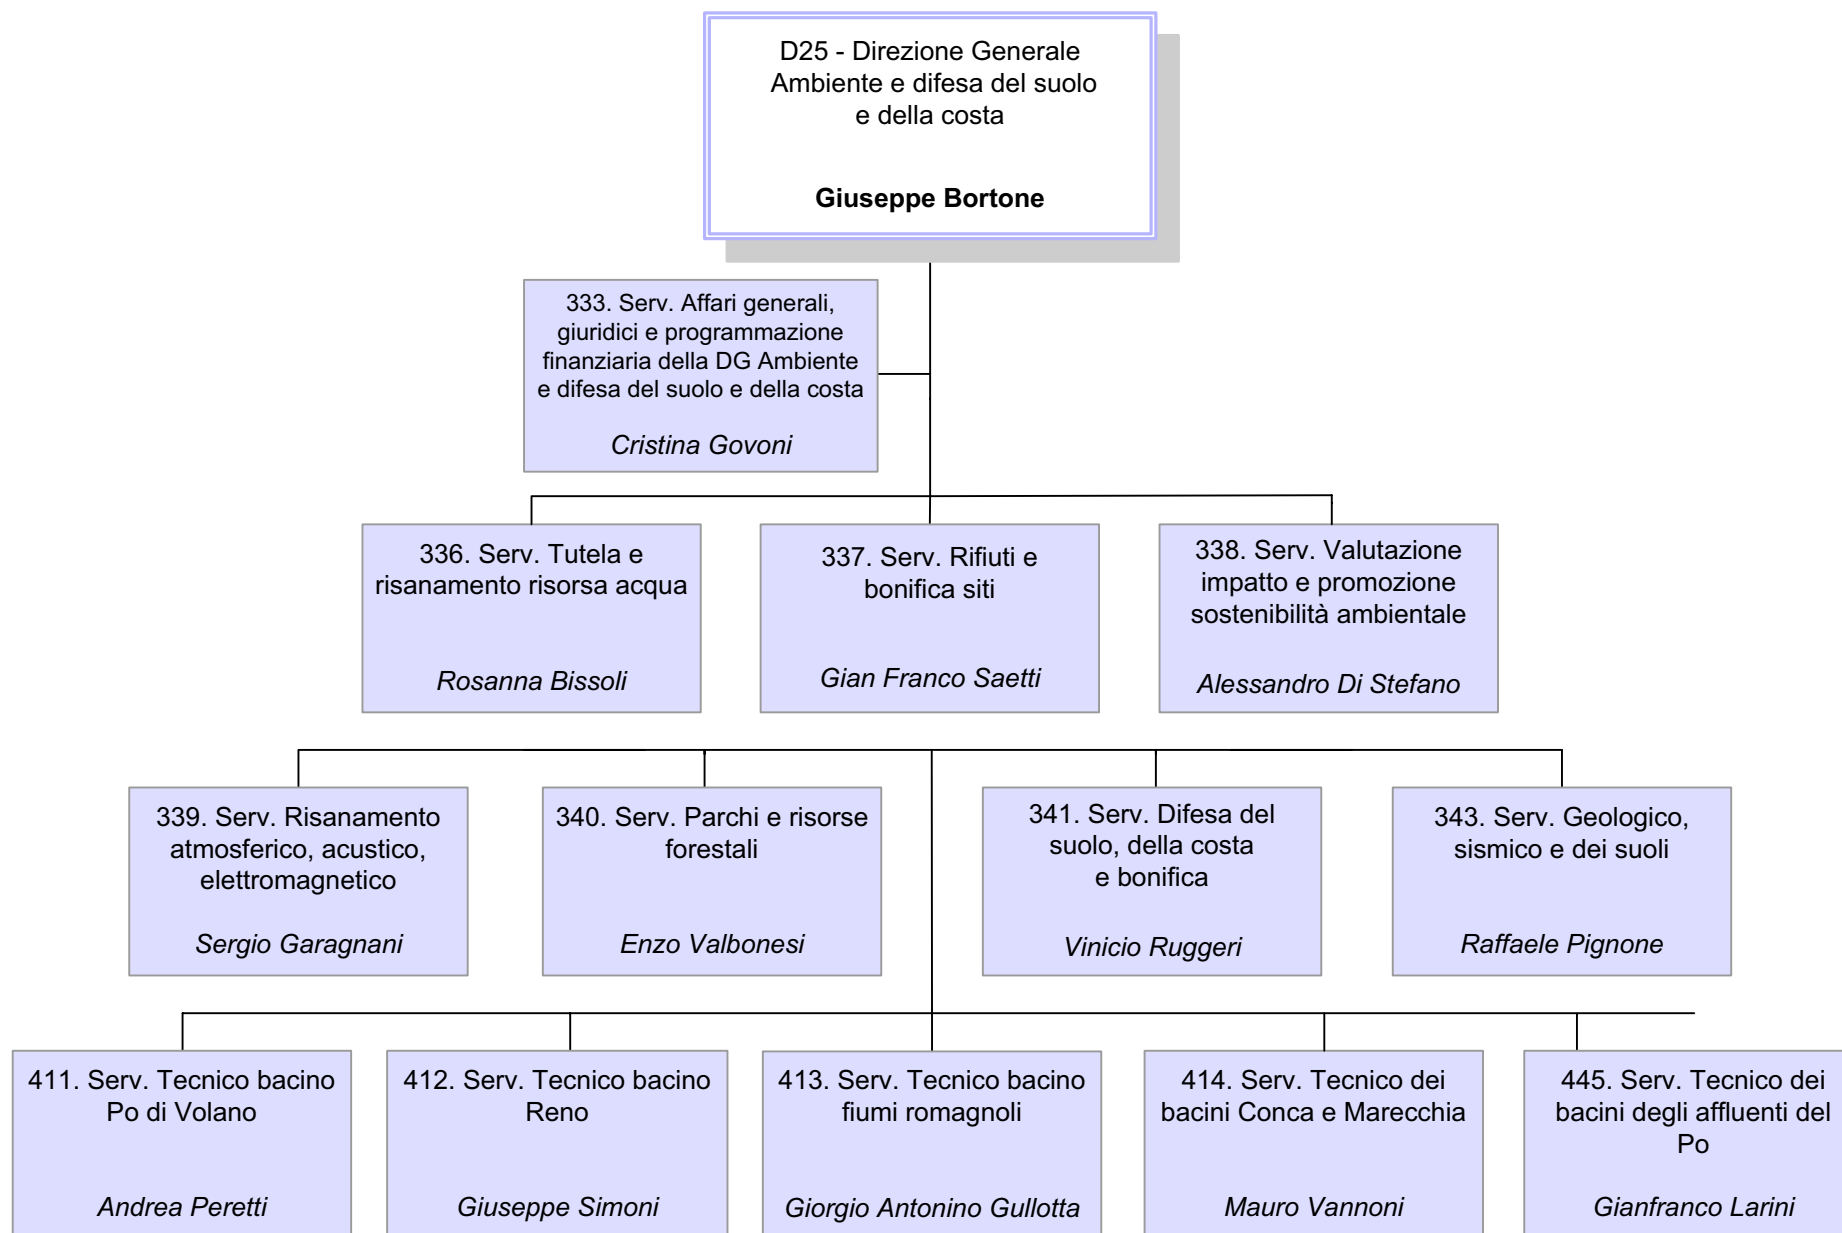 D25 - Direzione Generale
Ambiente e difesa del suolo
e della costa
Giuseppe Bortone
333. Serv. Affari generali,
giuridici e programmazione
finanziaria della DG Ambiente
e difesa del suolo e della costa
Cristina Govoni
336. Serv. Tutela e
risanamento risorsa acqua
Rosanna Bissoli
337. Serv. Rifiuti e
bonifica siti
Gian Franco Saetti
338. Serv. Valutazione
impatto e promozione
sostenibilità ambientale
Alessandro Di Stefano
339. Serv. Risanamento
atmosferico, acustico,
elettromagnetico
Sergio Garagnani
340. Serv. Parchi e risorse
forestali
Enzo Valbonesi
341. Serv. Difesa del
suolo, della costa
e bonifica
Vinicio Ruggeri
343. Serv. Geologico,
sismico e dei suoli
Raffaele Pignone
411. Serv. Tecnico bacino
Po di Volano
Andrea Peretti
412. Serv. Tecnico bacino
Reno
Giuseppe Simoni
413. Serv. Tecnico bacino
fiumi romagnoli
Giorgio Antonino Gullotta
414. Serv. Tecnico dei
bacini Conca e Marecchia
Mauro Vannoni
445. Serv. Tecnico dei
bacini degli affluenti del
Po
Gianfranco Larini